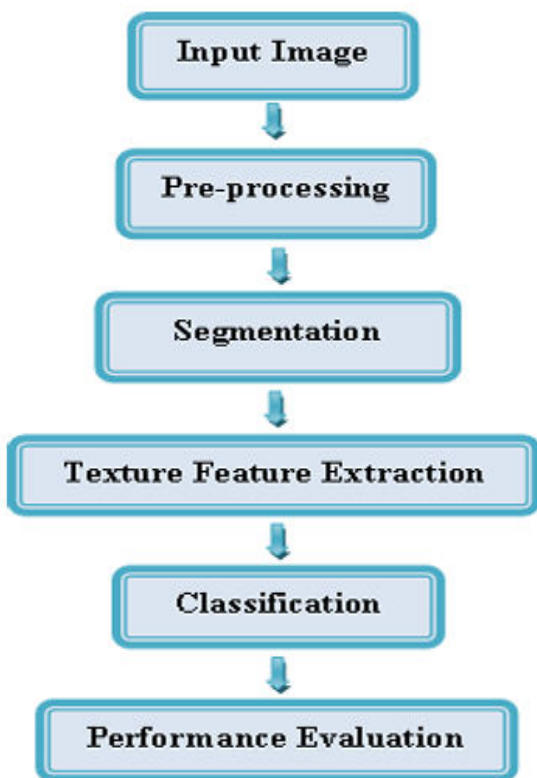 Input Image
Pre-processing
Segmentation
Texture Feature Extraction
Classification
Performance Evaluation